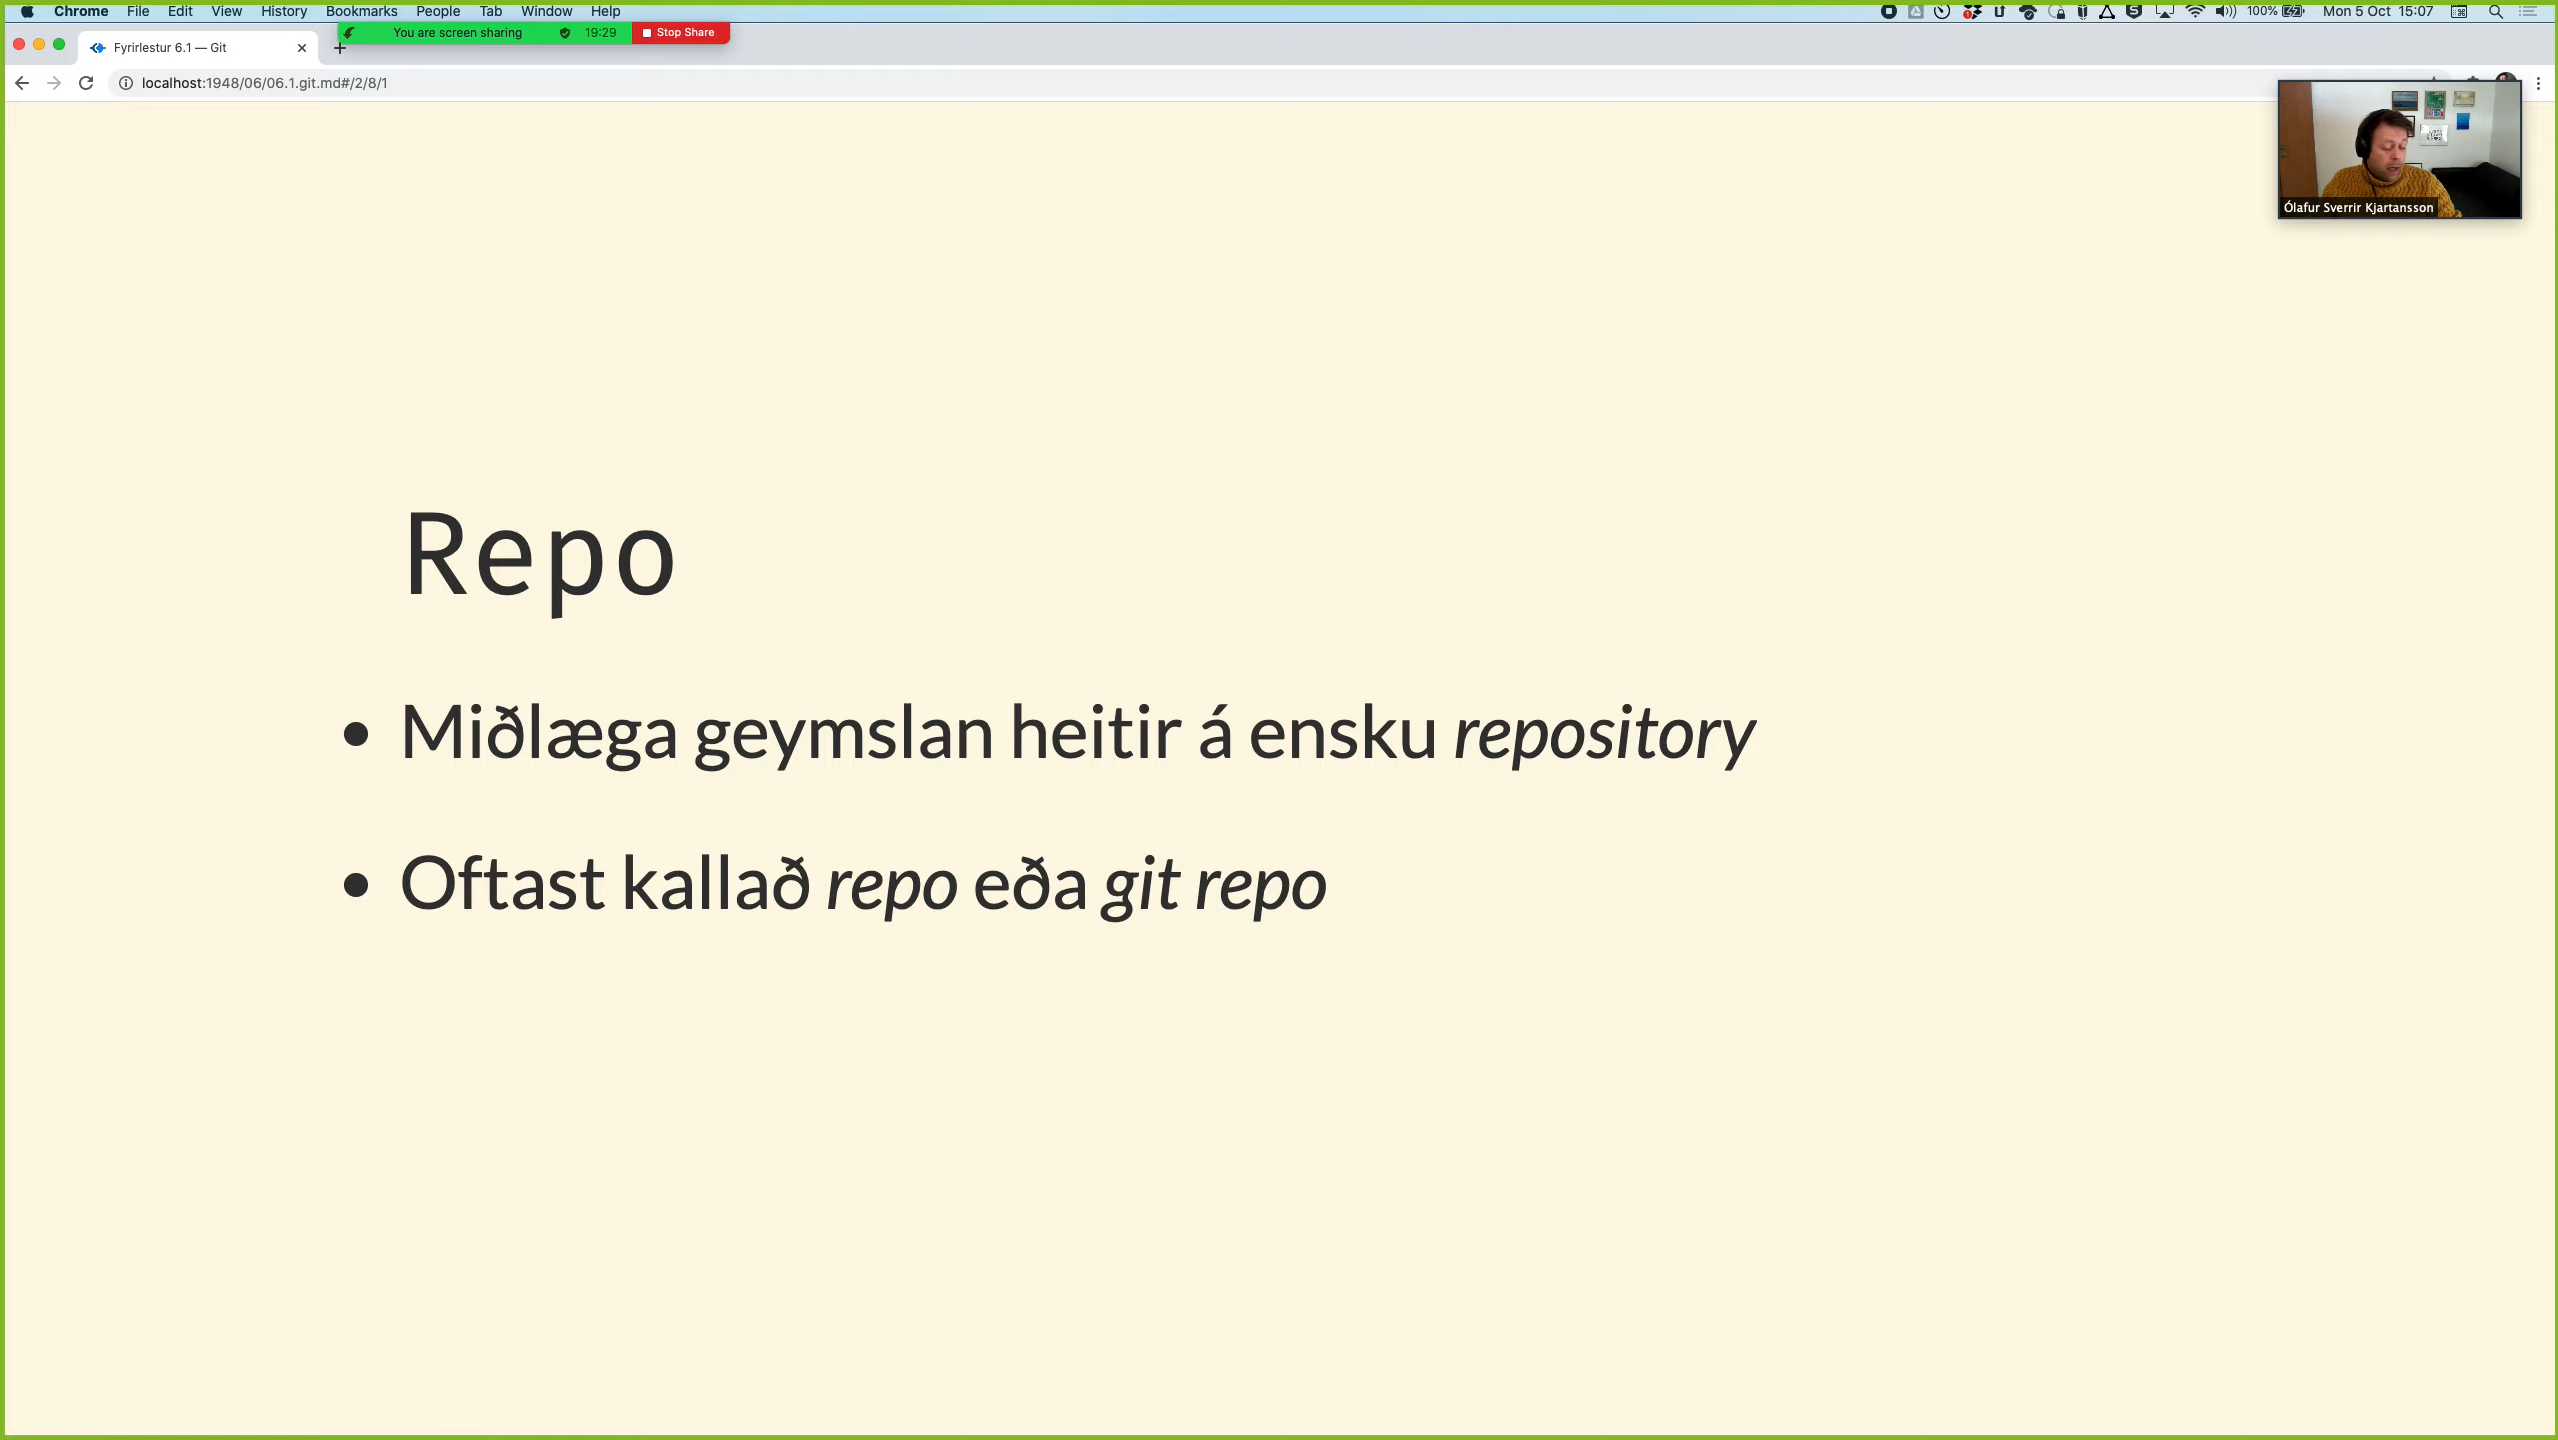 Chrome File Edit View History Bookmarks People Tab Window Help 100% Mon 5 Oct 15:07
You are screen sharing 19:29 Stop Share
Fyrirlestur 6.1 — Git
localhost:1948/06/06.1.git.md#/2/8/1
Ólafur Sverrir Kjartansson
Repo
• Miðlæga geymslan heitir á ensku repository
• Oftast kallað repo eða git repo